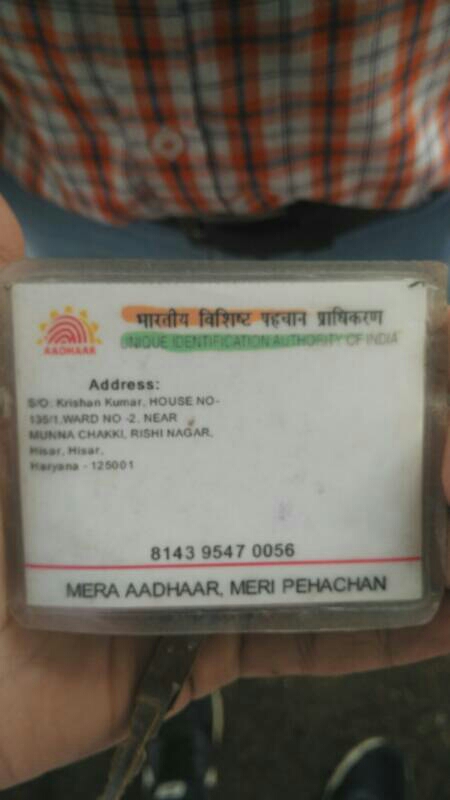 भारतीय विशिष्ट पहचान प्राधिकरण
UNIQUE IDENTIFICATION AUTHORITY OF INDIA
AADHAAR
Address:
S/O: Krishan Kumar, HOUSE NO-
135/1,WARD NO -2, NEAR
MUNNA CHAKKI, RISHI NAGAR,
Hisar, Hisar,
Haryana - 125001
8143 9547 0056
MERA AADHAAR, MERI PEHACHAN